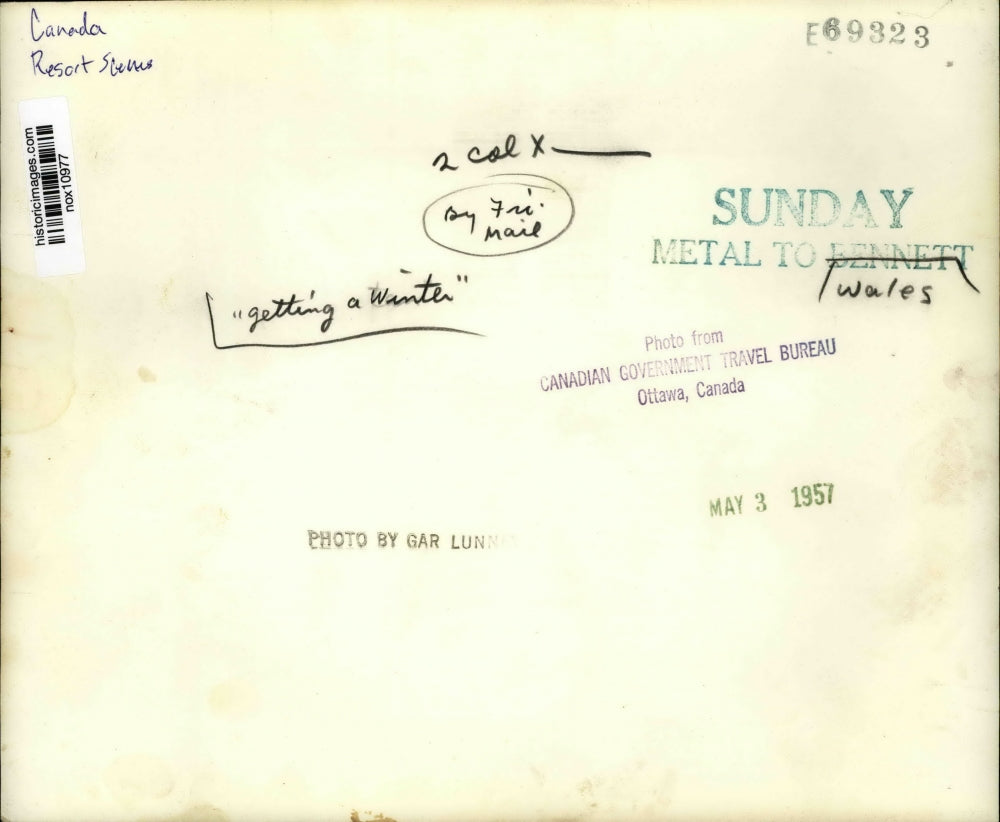 Canada
Resort Scenes
E69323
historicimages.com
nox10977
2 col X
By Fri.
Mail
SUNDAY
METAL TO BENNETT
Wales
"getting a Winter"
Photo from
CANADIAN GOVERNMENT TRAVEL BUREAU
Ottawa, Canada
MAY 3 1957
PHOTO BY GAR LUNN